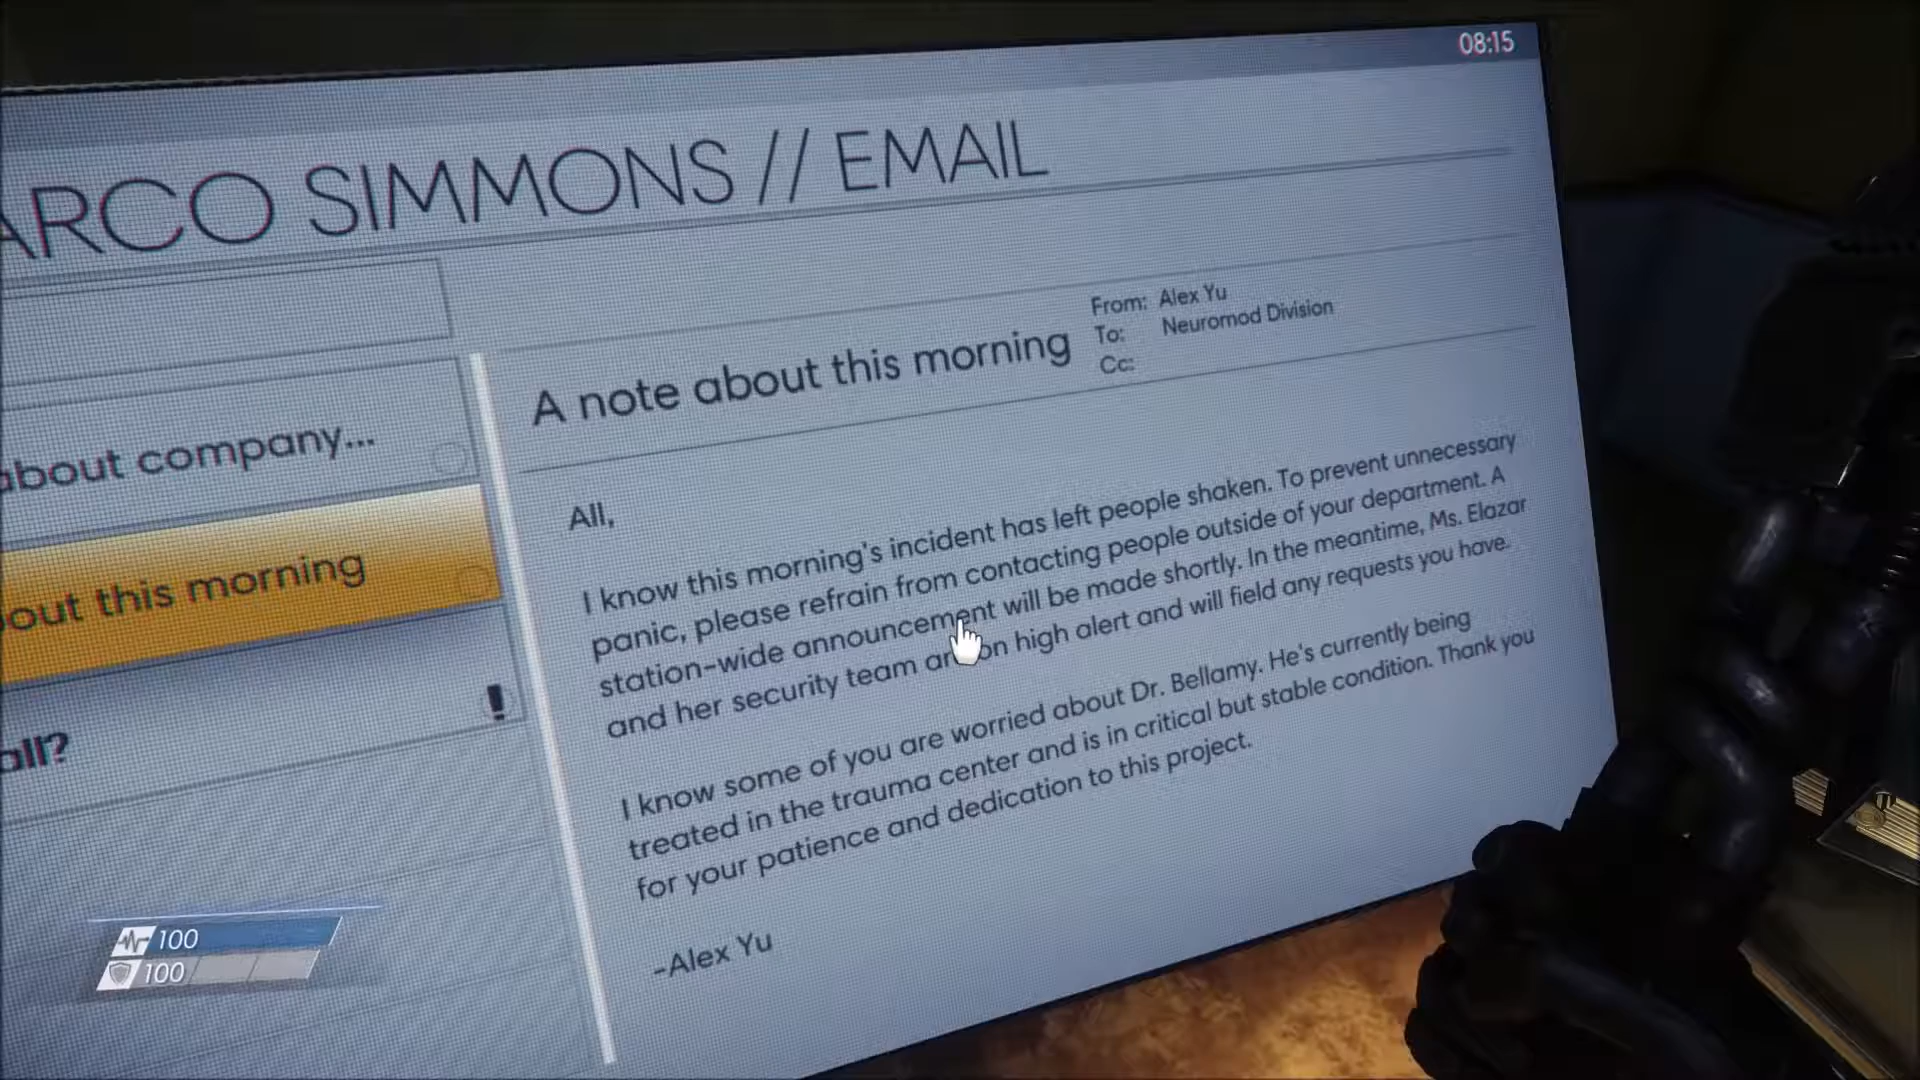 08:15
ARCO SIMMONS // EMAIL
From: Alex Yu
To: Neuromod Division
Cc:
A note about this morning
about company...
out this morning
all?
!
All,
I know this morning's incident has left people shaken. To prevent unnecessary
panic, please refrain from contacting people outside of your department. A
station-wide announcement will be made shortly. In the meantime, Ms. Elazar
and her security team are on high alert and will field any requests you have.
I know some of you are worried about Dr. Bellamy. He's currently being
treated in the trauma center and is in critical but stable condition. Thank you
for your patience and dedication to this project.
-Alex Yu
100
100